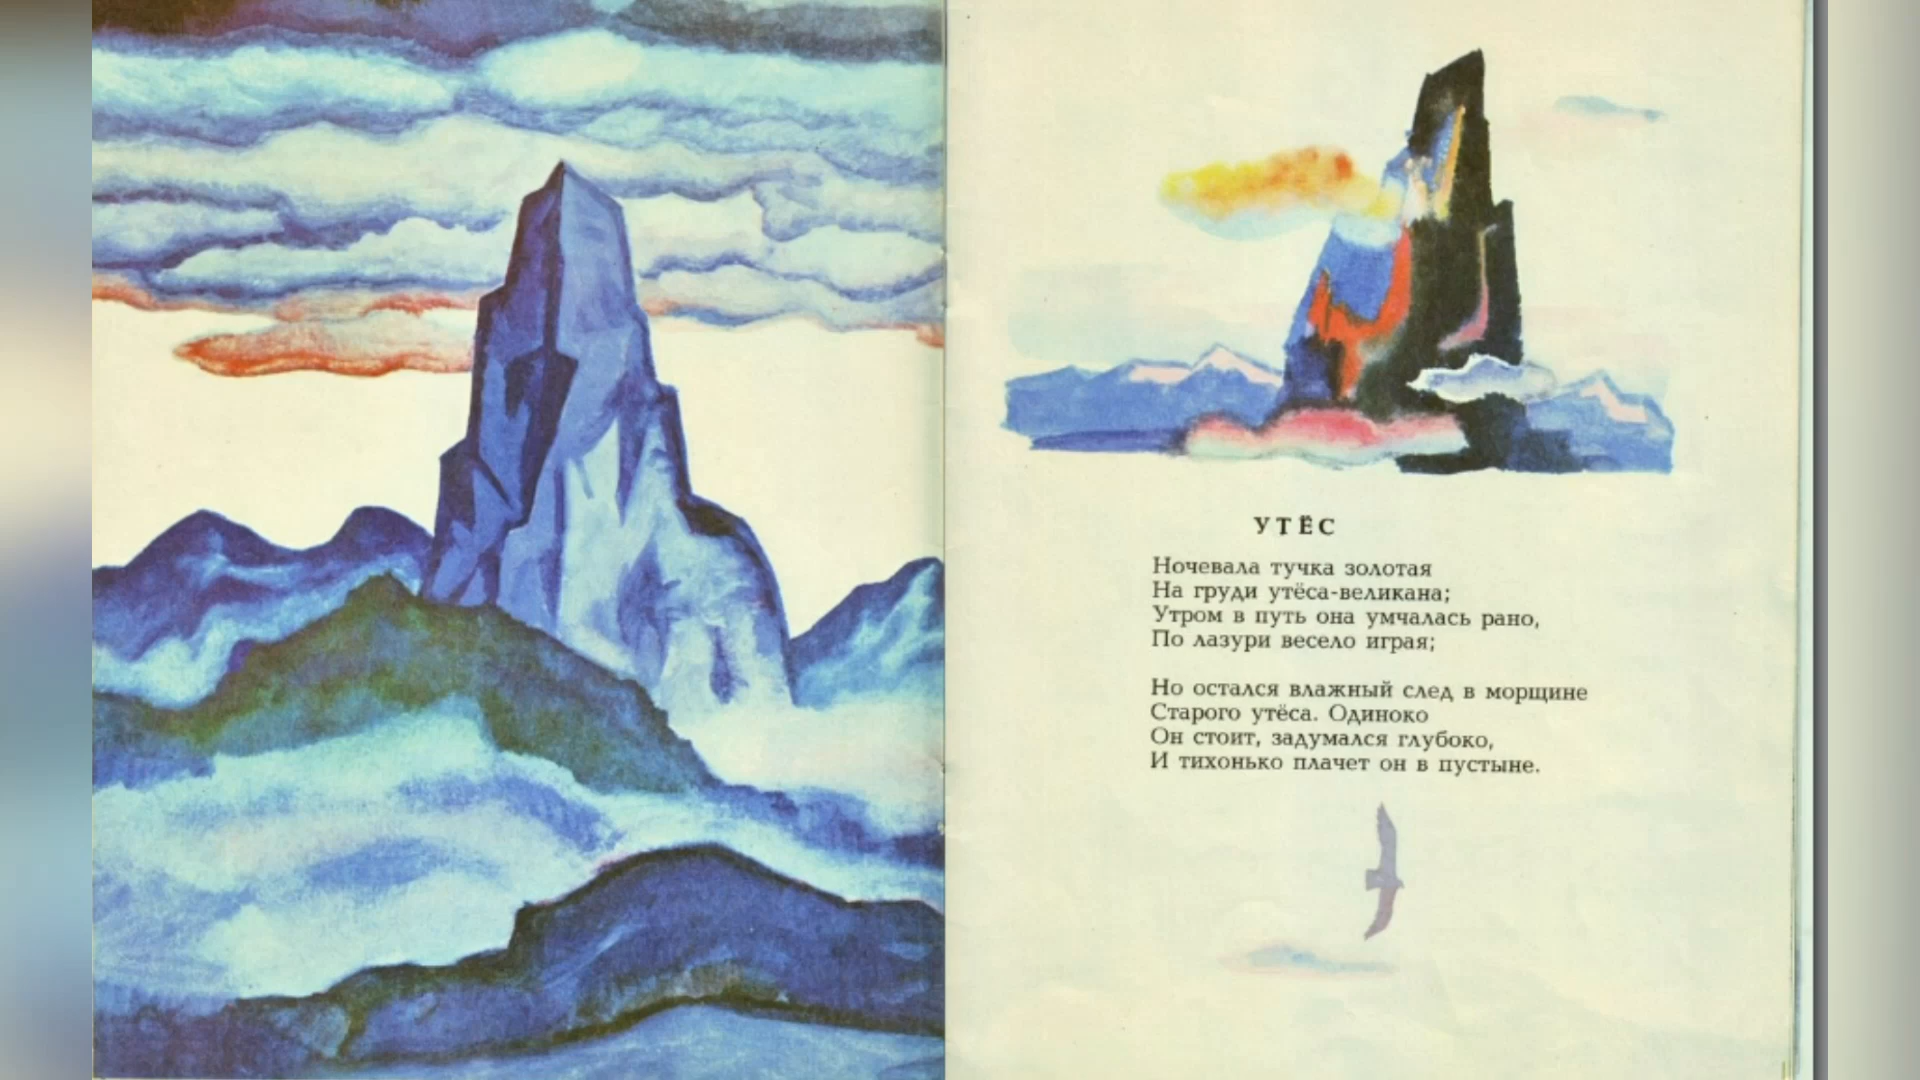 УТЁС
Ночевала тучка золотая
На груди утёса-великана;
Утром в путь она умчалась рано,
По лазури весело играя;
Но остался влажный след в морщине
Старого утёса. Одиноко
Он стоит, задумался глубоко,
И тихонько плачет он в пустыне.